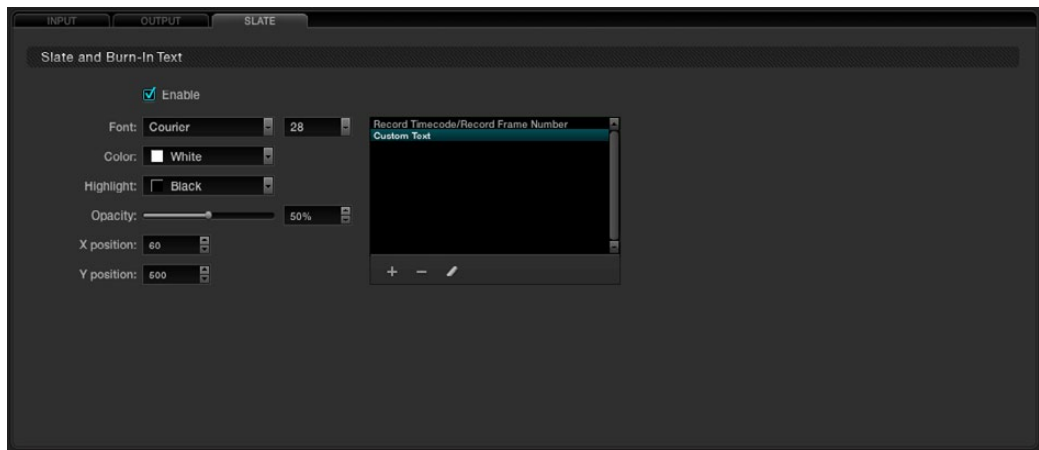 INPUT OUTPUT SLATE
Slate and Burn-In Text
Enable
Font: Courier 28
Color: White
Highlight: Black
Opacity: 50%
X position: 60
Y position: 500
Record Timecode/Record Frame Number
Custom Text